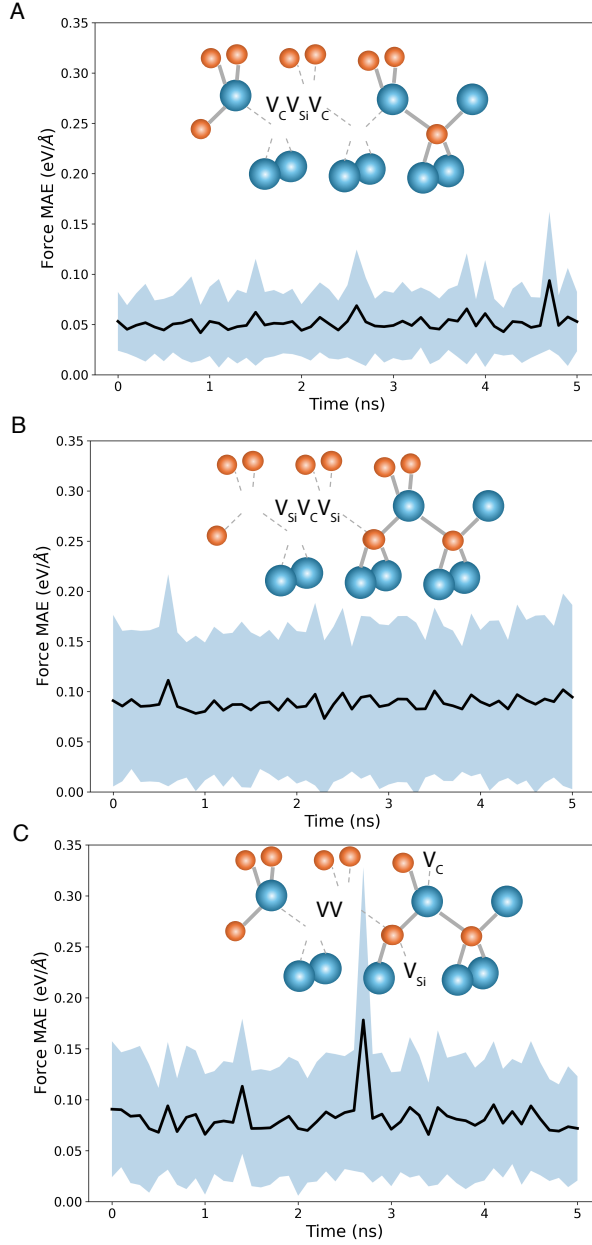 A
0.35
0.30
0.25
0.20
0.15
0.10
0.05
0.00
Force MAE (eV/Å)
V_C V_Si V_C
0 1 2 3 4 5
Time (ns)
B
0.35
0.30
0.25
0.20
0.15
0.10
0.05
0.00
Force MAE (eV/Å)
V_Si V_C V_Si
0 1 2 3 4 5
Time (ns)
C
0.35
0.30
0.25
0.20
0.15
0.10
0.05
0.00
Force MAE (eV/Å)
V_C
VV
V_Si
0 1 2 3 4 5
Time (ns)